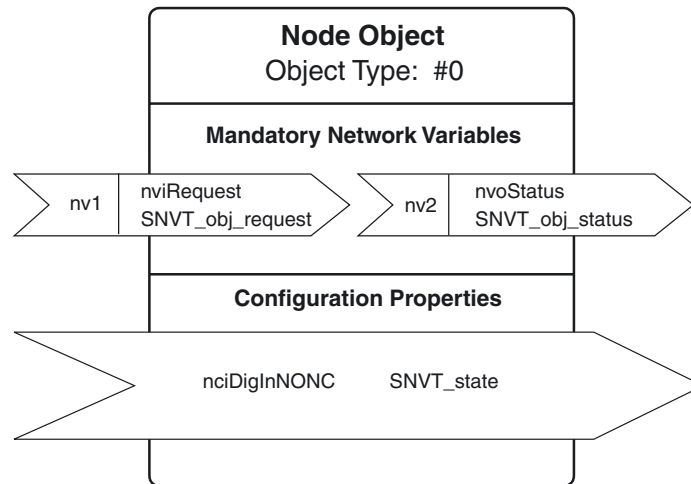 Node Object
Object Type: #0
Mandatory Network Variables
nv1
nviRequest
SNVT_obj_request
nv2
nvoStatus
SNVT_obj_status
Configuration Properties
nciDigInNONC SNVT_state